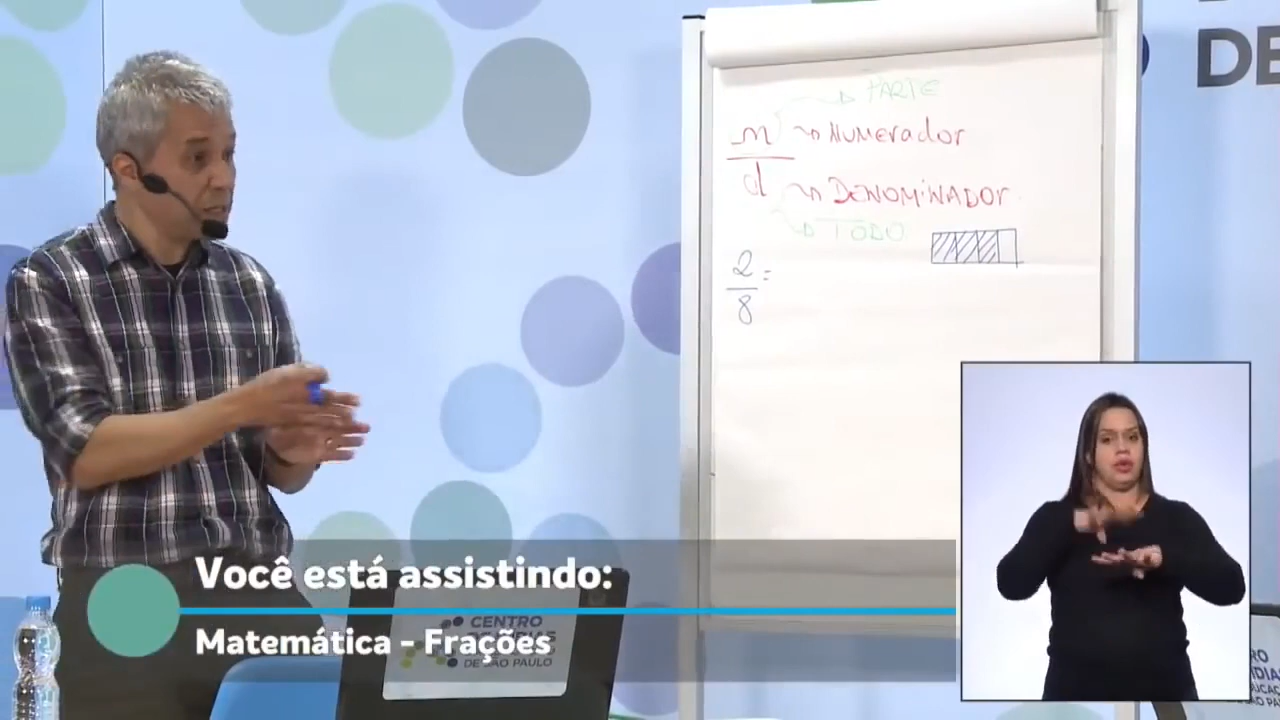 DE
PARTE
n Numerador
d DENOMINADOR
TODO
2
8 =
Você está assistindo:
Matemática - Frações
CENTRO
DE SÃO PAULO